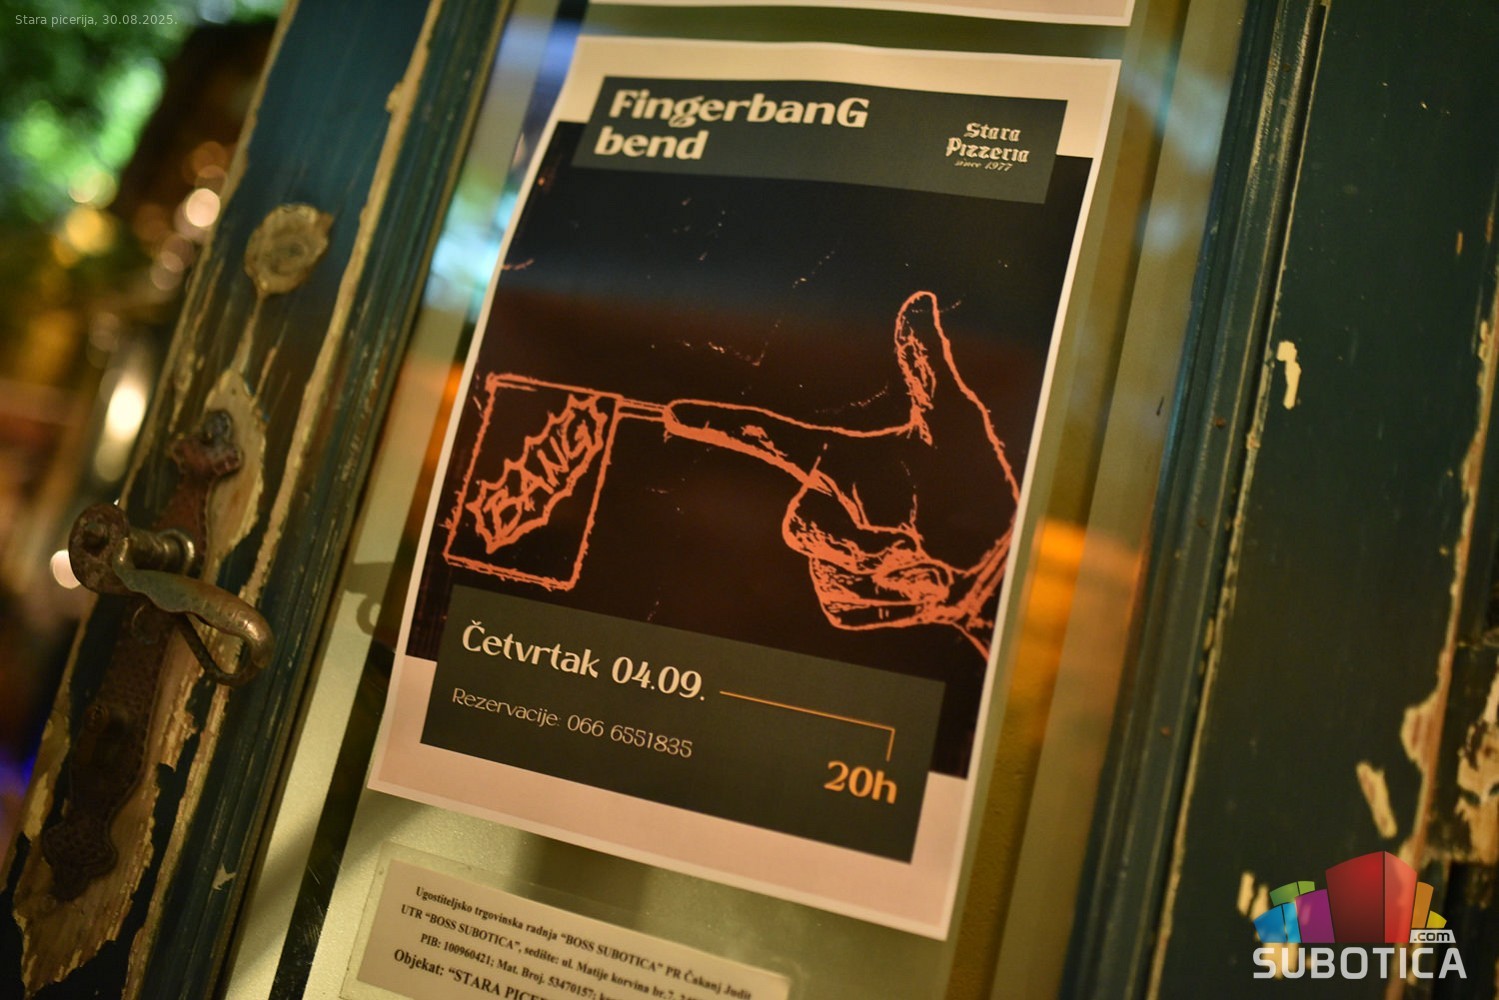 Stara picerija, 30.08.2025.
FingerbanG
bend
Stara
Pizzeria
since 1977
BANG
Četvrtak 04.09.
Rezervacije: 066 6551835
20h
Ugostiteljsko trgovinska radnja “BOSS SUBOTICA” PR Čakanj Judit
UTR “BOSS SUBOTICA”, sedište: ul. Matije korvina br.7,
PIB: 100960421; Mat. Broj. 53470157;
Objekat: “STARA
.com
SUBOTICA